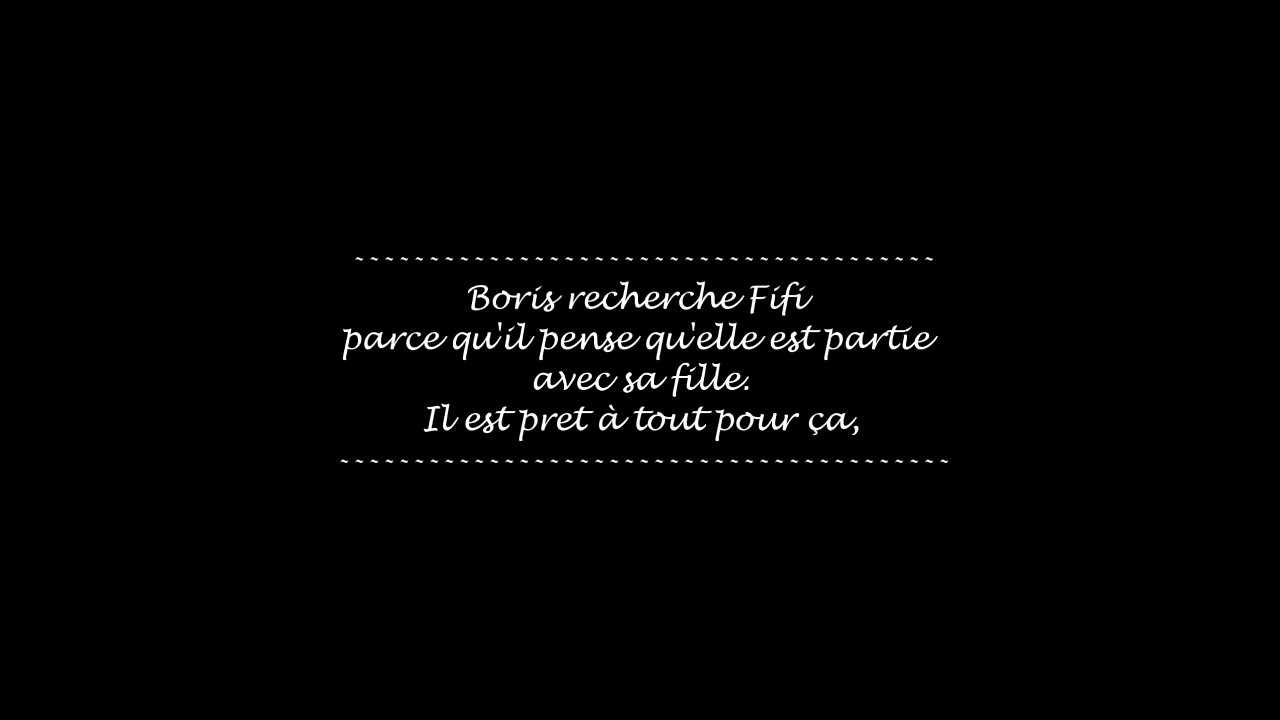 ~~~~~~~~~~~~~~~~~~~~~~~~~~~~~~~~~~~~~~~
Boris recherche Fifi
parce qu'il pense qu'elle est partie
avec sa fille.
Il est pret à tout pour ça,
~~~~~~~~~~~~~~~~~~~~~~~~~~~~~~~~~~~~~~~~~